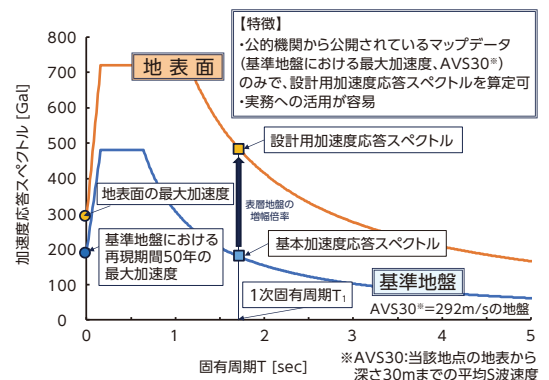 【特徴】
・公的機関から公開されているマップデータ
(基準地盤における最大加速度、AVS30※)
のみで、設計用加速度応答スペクトルを算定可
・実務への活用が容易
加速度応答スペクトル [Gal]
800
700
600
500
400
300
200
100
0
地表面
設計用加速度応答スペクトル
表層地盤の
増幅倍率
地表面の最大加速度
基準地盤における
再現期間50年の
最大加速度
基本加速度応答スペクトル
基準地盤
1次固有周期T₁
AVS30※=292m/sの地盤
0
1
2
3
4
5
固有周期T [sec]
※AVS30:当該地点の地表から
深さ30mまでの平均S波速度